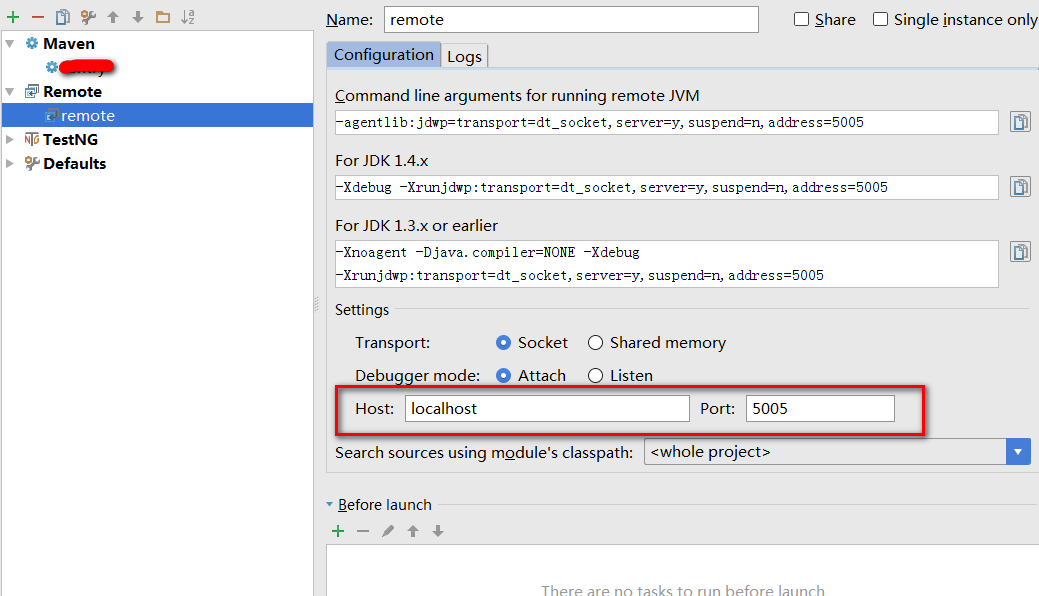 Maven
Remote
remote
TestNG
Defaults
Name: remote
Share
Single instance only
Configuration
Logs
Command line arguments for running remote JVM
-agentlib:jdwp=transport=dt_socket,server=y,suspend=n,address=5005
For JDK 1.4.x
-Xdebug -Xrunjdwp:transport=dt_socket,server=y,suspend=n,address=5005
For JDK 1.3.x or earlier
-Xnoagent -Djava.compiler=NONE -Xdebug
-Xrunjdwp:transport=dt_socket,server=y,suspend=n,address=5005
Settings
Transport: Socket Shared memory
Debugger mode: Attach Listen
Host: localhost Port: 5005
Search sources using module's classpath: <whole project>
Before launch
There are no tasks to run before launch